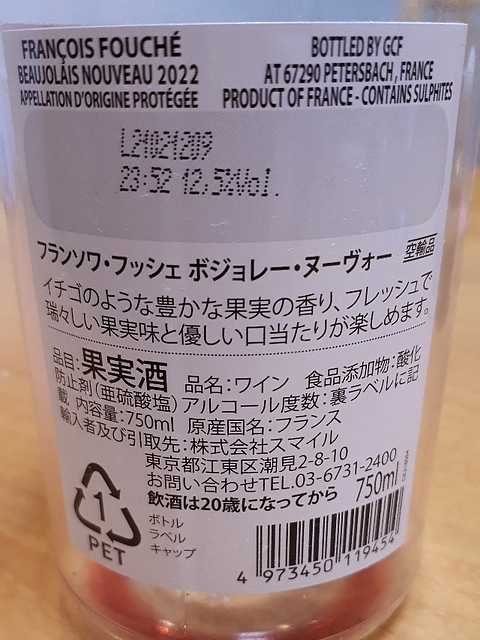 FRANÇOIS FOUCHÉ
BEAUJOLAIS NOUVEAU 2022
APPELLATION D'ORIGINE PROTÉGÉE
BOTTLED BY GCF
AT 67290 PETERSBACH, FRANCE
PRODUCT OF FRANCE - CONTAINS SULPHITES
L21021209
23:52 12,5%Vol.
フランソワ・フッシェ ボジョレー・ヌーヴォー 空輸品
イチゴのような豊かな果実の香り、フレッシュで
瑞々しい果実味と優しい口当たりが楽しめます。
品目:果実酒 品名:ワイン 食品添加物:酸化
防止剤(亜硫酸塩) アルコール度数:裏ラベルに記
載 内容量:750ml 原産国名:フランス
輸入者及び引取先:株式会社スマイル
東京都江東区潮見2-8-10
お問い合わせTEL.03-6731-2400
飲酒は20歳になってから 750ml
1
PET
ボトル
ラベル
キャップ
4 973450 119454